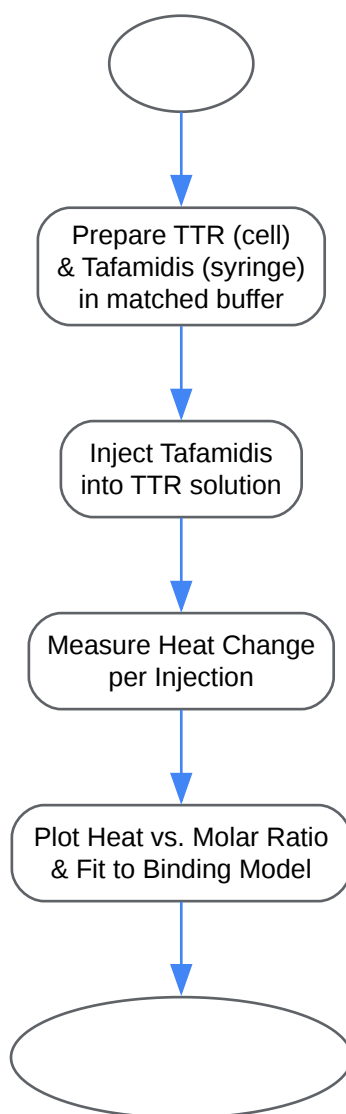 Prepare TTR (cell)
& Tafamidis (syringe)
in matched buffer
Inject Tafamidis
into TTR solution
Measure Heat Change
per Injection
Plot Heat vs. Molar Ratio
& Fit to Binding Model